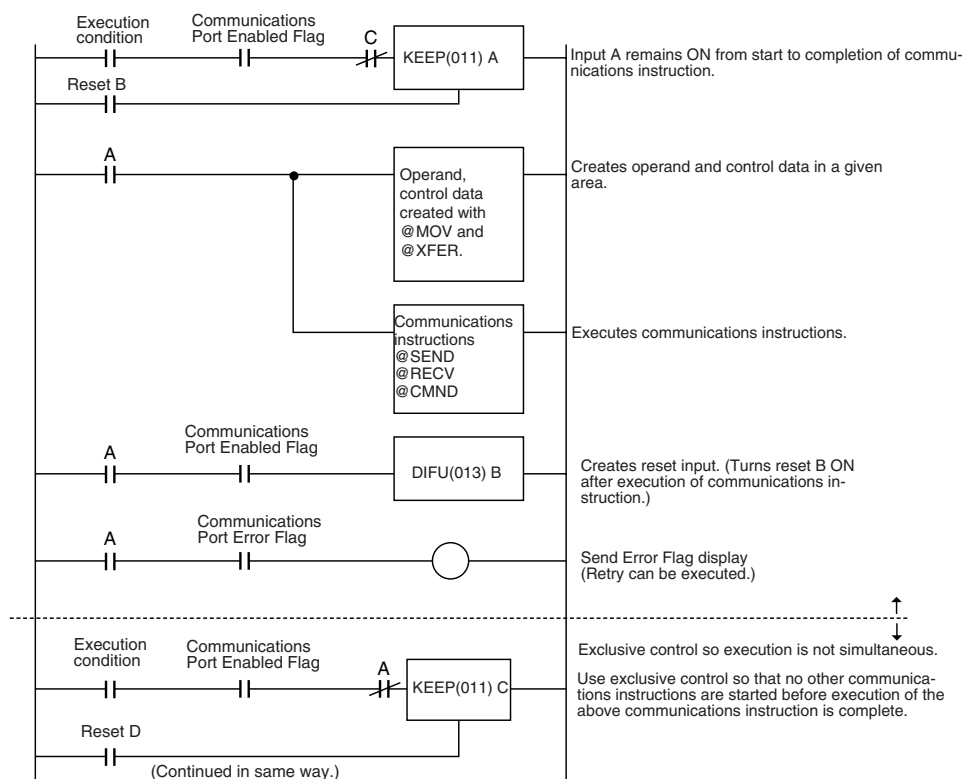 Execution
condition
Communications
Port Enabled Flag
C
KEEP(011) A
Input A remains ON from start to completion of commu-
nications instruction.
Reset B
A
Operand,
control data
created with
@MOV and
@XFER.
Creates operand and control data in a given
area.
Communications
instructions
@SEND
@RECV
@CMND
Executes communications instructions.
A
Communications
Port Enabled Flag
DIFU(013) B
Creates reset input. (Turns reset B ON
after execution of communications in-
struction.)
A
Communications
Port Error Flag
Send Error Flag display
(Retry can be executed.)
Exclusive control so execution is not simultaneous.
Execution
condition
Communications
Port Enabled Flag
A
KEEP(011) C
Use exclusive control so that no other communica-
tions instructions are started before execution of the
above communications instruction is complete.
Reset D
(Continued in same way.)